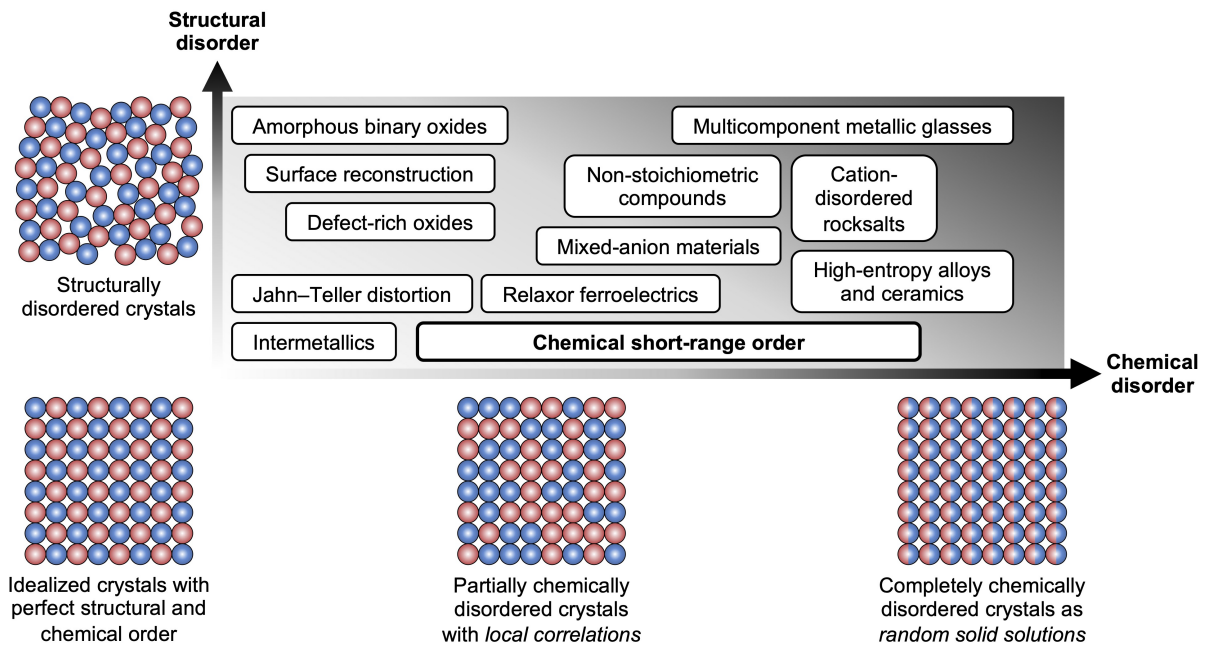 Structural
disorder
Amorphous binary oxides
Multicomponent metallic glasses
Surface reconstruction
Non-stoichiometric
compounds
Cation-
disordered
rocksalts
Defect-rich oxides
Mixed-anion materials
High-entropy alloys
and ceramics
Structurally
disordered crystals
Jahn–Teller distortion
Relaxor ferroelectrics
Intermetallics
Chemical short-range order
Chemical
disorder
Idealized crystals with
perfect structural and
chemical order
Partially chemically
disordered crystals
with local correlations
Completely chemically
disordered crystals as
random solid solutions